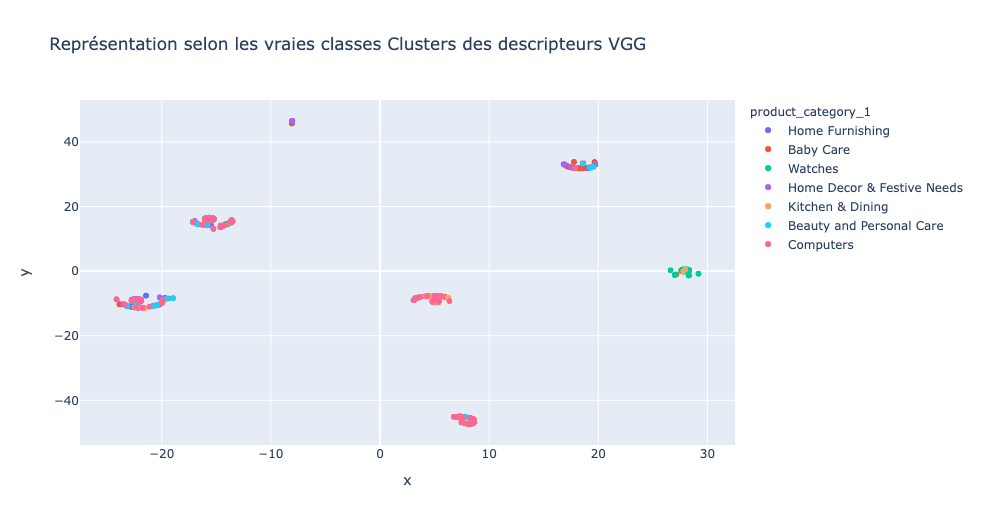 Représentation selon les vraies classes Clusters des descripteurs VGG
product_category_1
Home Furnishing
Baby Care
Watches
Home Decor & Festive Needs
Kitchen & Dining
Beauty and Personal Care
Computers
y
40
20
0
−20
−40
−20 −10 0 10 20 30
x